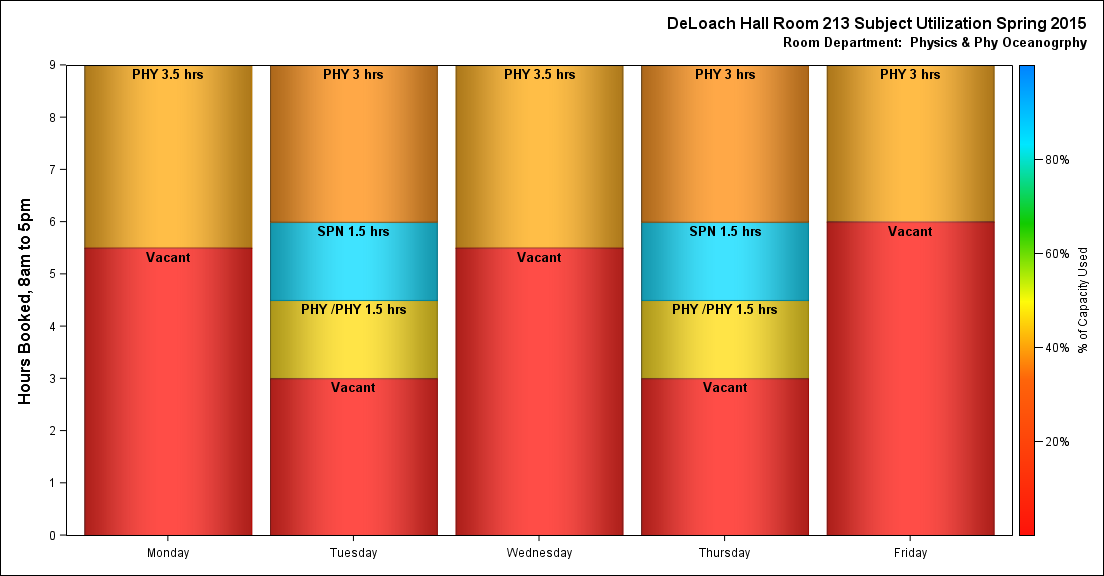 DeLoach Hall Room 213 Subject Utilization Spring 2015
Room Department:  Physics & Phy Oceanogrphy
Hours Booked, 8am to 5pm
9
8
7
6
5
4
3
2
1
0
PHY 3.5 hrs
Vacant
PHY 3 hrs
SPN 1.5 hrs
PHY /PHY 1.5 hrs
Vacant
PHY 3.5 hrs
Vacant
PHY 3 hrs
SPN 1.5 hrs
PHY /PHY 1.5 hrs
Vacant
PHY 3 hrs
Vacant
Monday
Tuesday
Wednesday
Thursday
Friday
80%
60%
40%
20%
% of Capacity Used